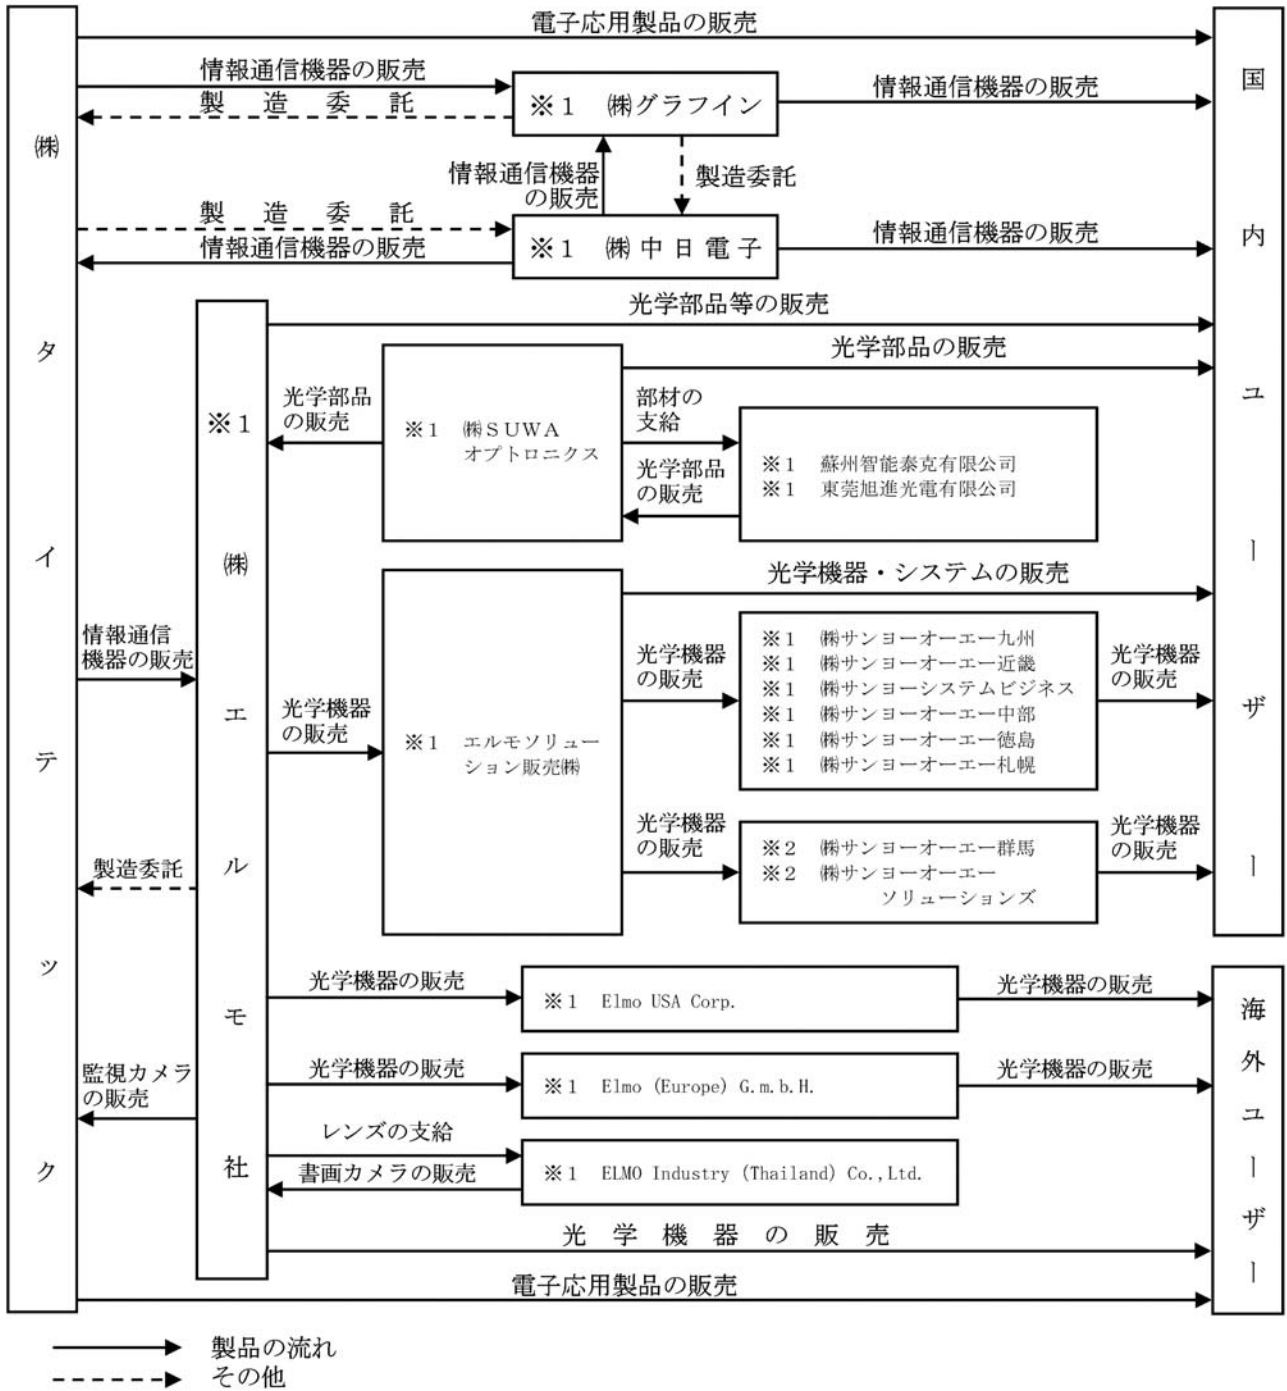 電子応用製品の販売
㈱タイテック
情報通信機器の販売
製造委託
※1 ㈱グラフイン
情報通信機器の販売
情報通信機器
の販売
製造委託
製造委託
情報通信機器の販売
※1 ㈱中日電子
情報通信機器の販売
国内ユーザー
※1 ㈱エルモ社
光学部品等の販売
光学部品の販売
光学部品
の販売
※1 ㈱SUWA
オプトロニクス
部材の
支給
光学部品
の販売
※1 蘇州智能泰克有限公司
※1 東莞旭進光電有限公司
光学機器・システムの販売
情報通信
機器の販売
光学機器
の販売
※1 エルモソリュー
ション販売㈱
光学機器
の販売
※1 ㈱サンヨーオーエー九州
※1 ㈱サンヨーオーエー近畿
※1 ㈱サンヨーシステムビジネス
※1 ㈱サンヨーオーエー中部
※1 ㈱サンヨーオーエー徳島
※1 ㈱サンヨーオーエー札幌
光学機器
の販売
製造委託
光学機器
の販売
※2 ㈱サンヨーオーエー群馬
※2 ㈱サンヨーオーエー
ソリューションズ
光学機器
の販売
光学機器の販売
※1 Elmo USA Corp.
光学機器の販売
海外ユーザー
監視カメラ
の販売
光学機器の販売
※1 Elmo (Europe) G.m.b.H.
光学機器の販売
レンズの支給
書画カメラの販売
※1 ELMO Industry (Thailand) Co.,Ltd.
光学機器の販売
電子応用製品の販売
製品の流れ
その他